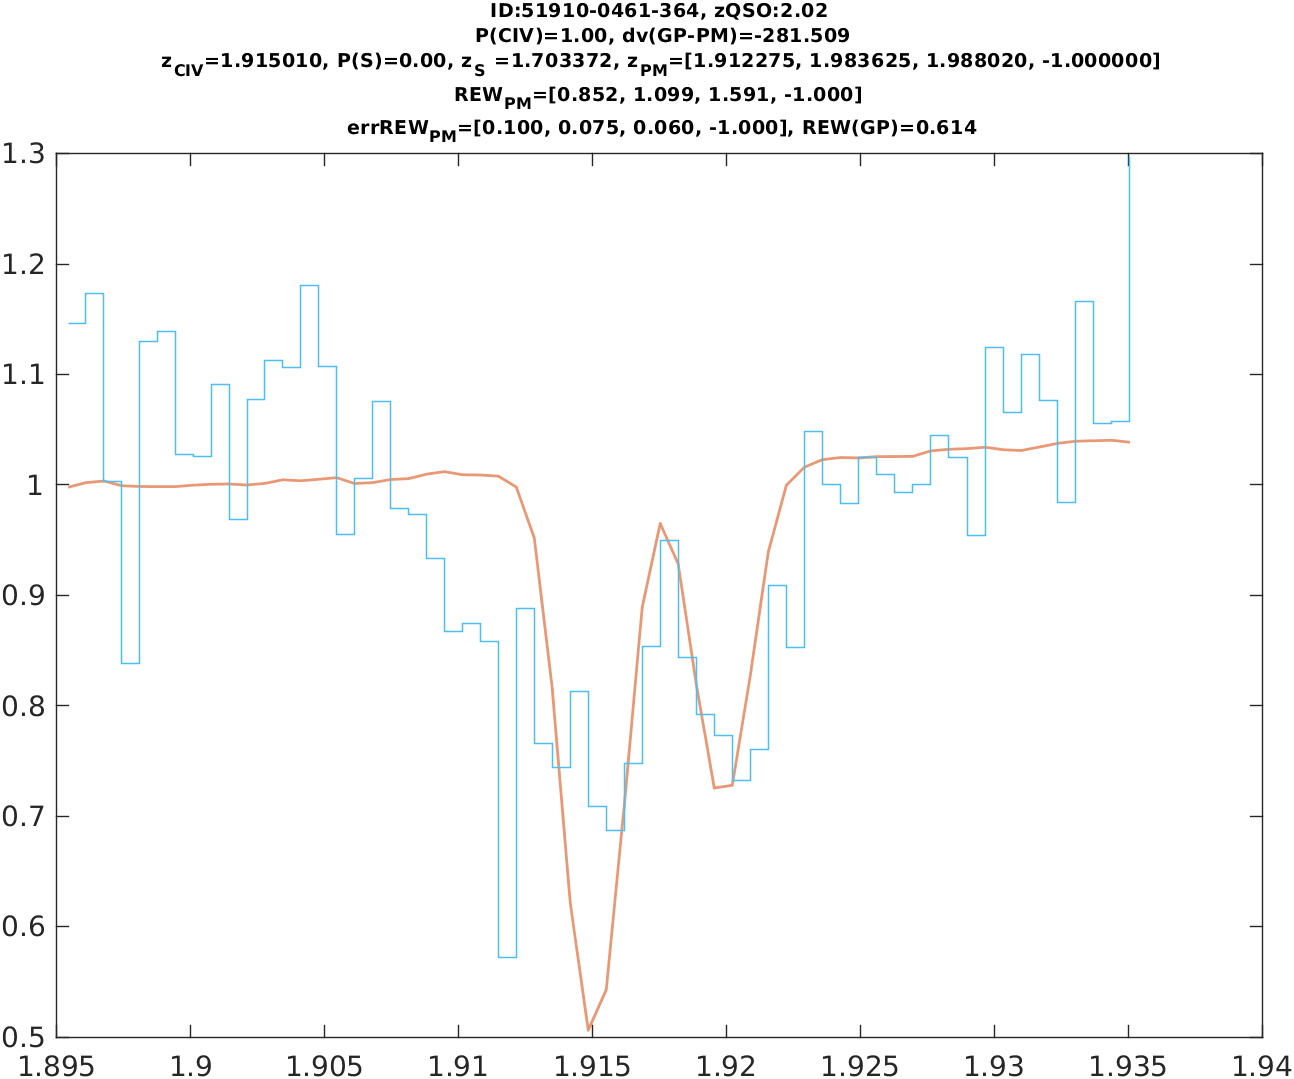 ID:51910-0461-364, zQSO:2.02
P(CIV)=1.00, dv(GP-PM)=-281.509
zCIV=1.915010, P(S)=0.00, zS =1.703372, zPM=[1.912275, 1.983625, 1.988020, -1.000000]
REWPM=[0.852, 1.099, 1.591, -1.000]
errREWPM=[0.100, 0.075, 0.060, -1.000], REW(GP)=0.614
1.3
1.2
1.1
1
0.9
0.8
0.7
0.6
0.5
1.895 1.9 1.905 1.91 1.915 1.92 1.925 1.93 1.935 1.94